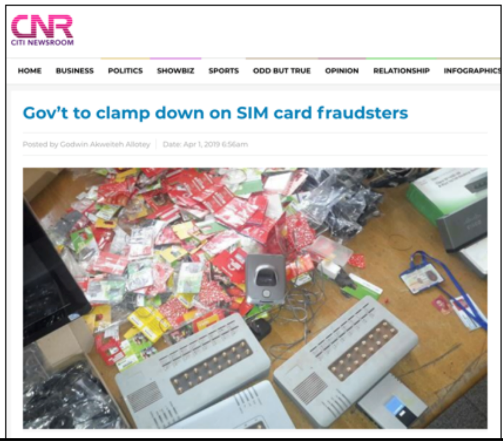 CNR
CITI NEWSROOM
HOME BUSINESS POLITICS SHOWBIZ SPORTS ODD BUT TRUE OPINION RELATIONSHIP INFOGRAPHICS
Gov't to clamp down on SIM card fraudsters
Posted by Godwin Akweiteh Allotey Date: Apr 1, 2019 6:56am